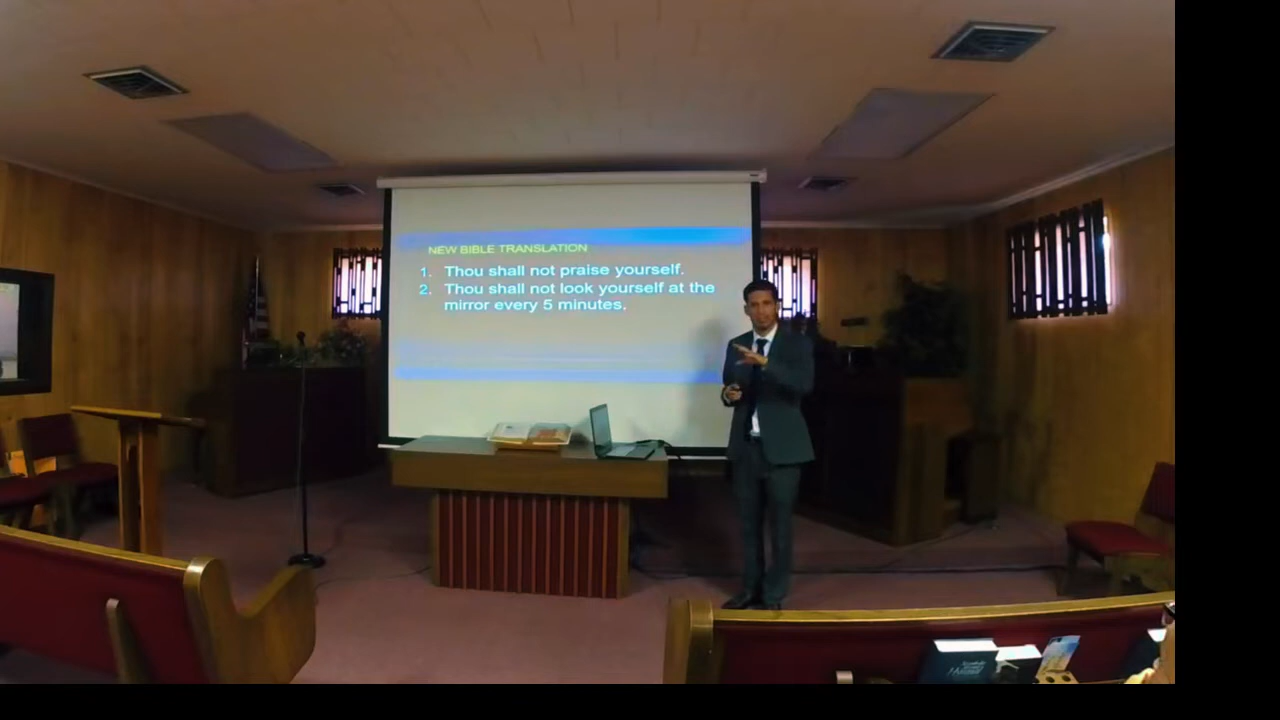 NEW BIBLE TRANSLATION
1. Thou shall not praise yourself.
2. Thou shall not look yourself at the
mirror every 5 minutes.